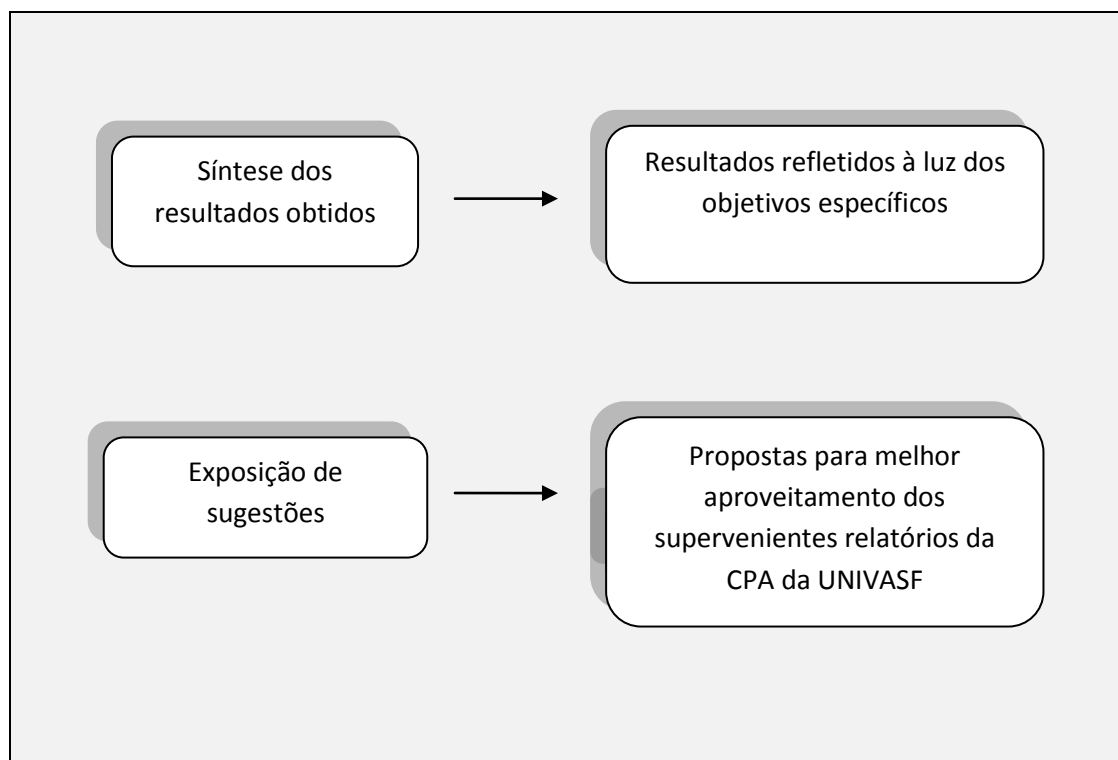 Síntese dos
resultados obtidos
Resultados refletidos à luz dos
objetivos específicos
Exposição de
sugestões
Propostas para melhor
aproveitamento dos
supervenientes relatórios da
CPA da UNIVASF